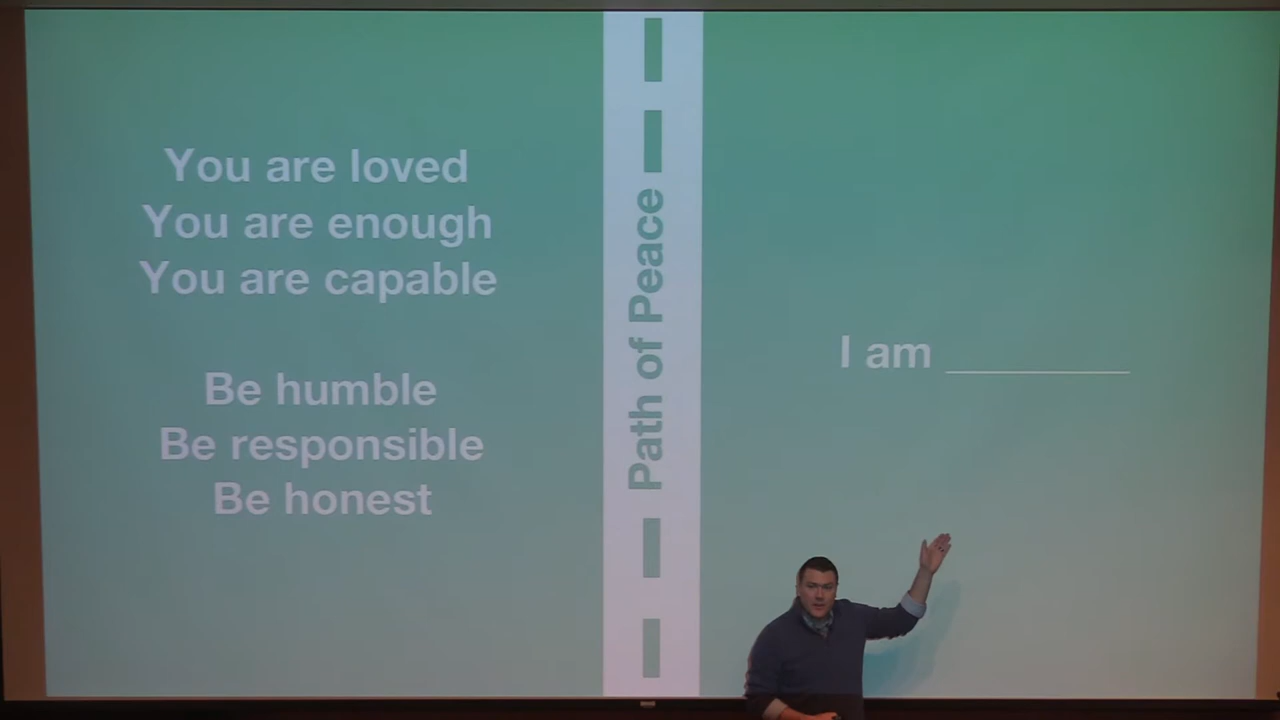 You are loved
You are enough
You are capable
Be humble
Be responsible
Be honest
Path of Peace
I am __________